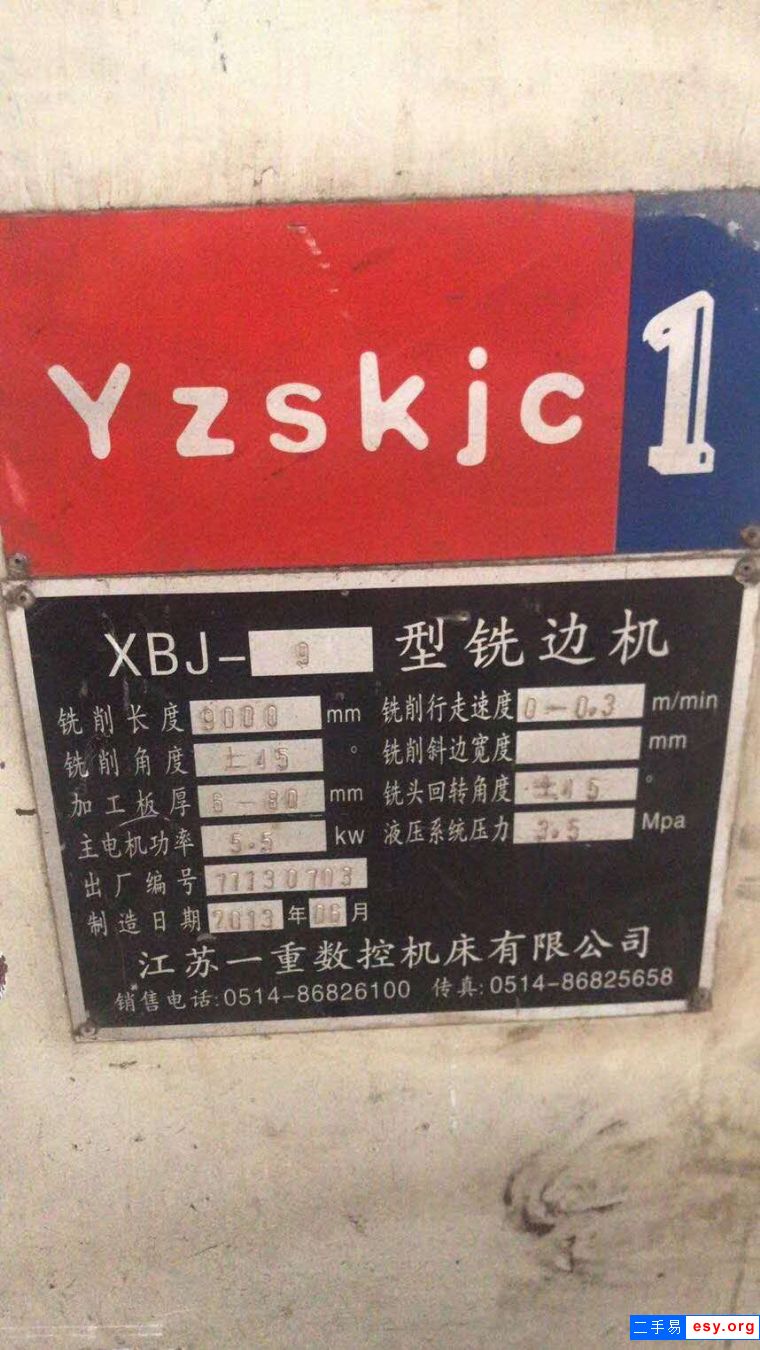 Yzskjc 1
XBJ-9 型铣边机
铣削长度 9000 mm 铣削行走速度 0-0.3 m/min
铣削角度 ±45 ° 铣削斜边宽度 mm
加工板厚 6-80 mm 铣头回转角度 ±45 °
主电机功率 5.5 kw 液压系统压力 3.5 Mpa
出厂编号 11130703
制造日期 2013 年 06 月
江苏一重数控机床有限公司
销售电话:0514-86826100 传真:0514-86825658
二手易 esy.org